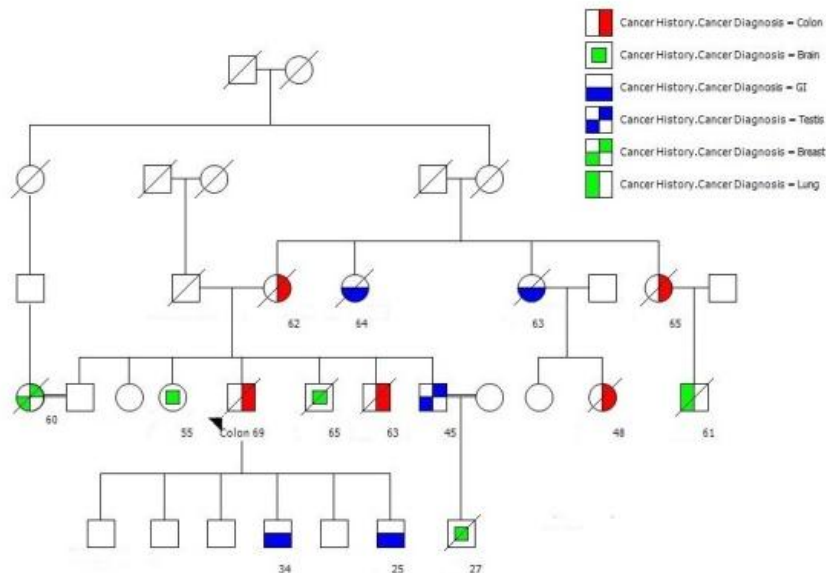 Cancer History.Cancer Diagnosis = Colon
Cancer History.Cancer Diagnosis = Brain
Cancer History.Cancer Diagnosis = GI
Cancer History.Cancer Diagnosis = Testis
Cancer History.Cancer Diagnosis = Breast
Cancer History.Cancer Diagnosis = Lung
62 64 63 65
60 55 Colon 69 65 63 45 48 61
34 25 27